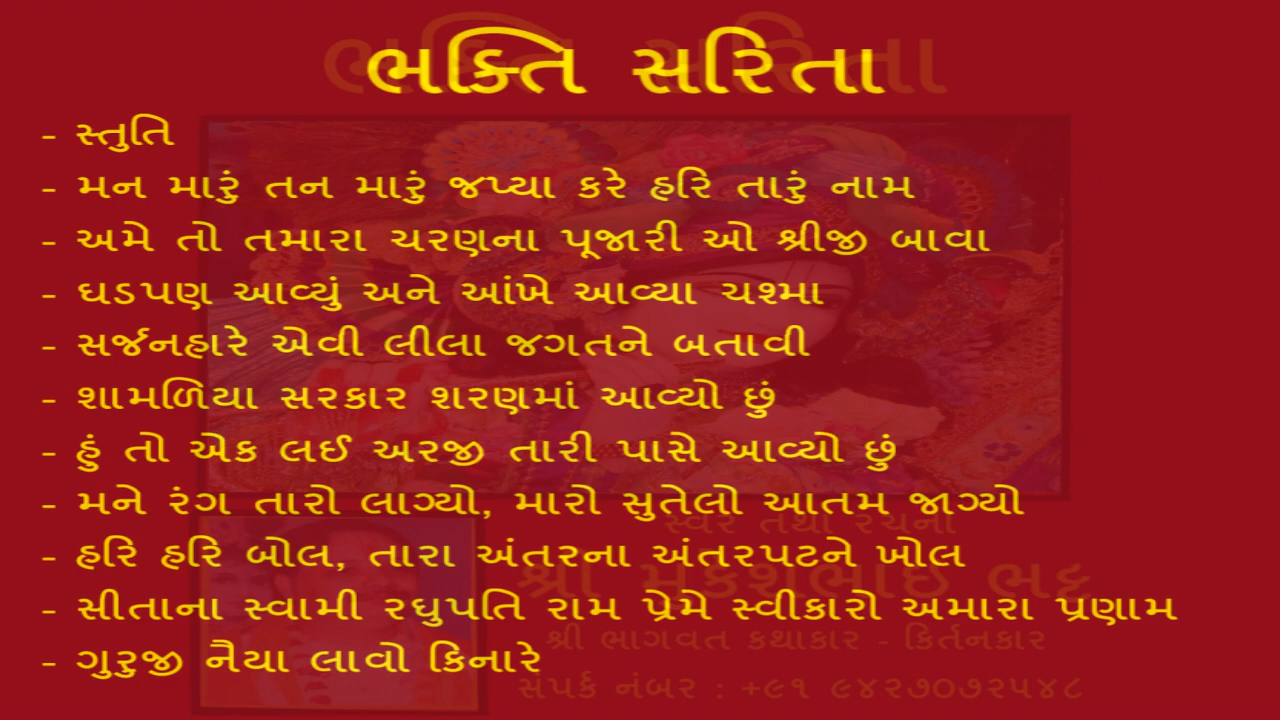 ભક્તિ સરિતા
- સ્તુતિ
- મન મારું તન મારું જપ્યા કરે હરિ તારું નામ
- અમે તો તમારા ચરણના પૂજારી ઓ શ્રીજી બાવા
- ઘડપણ આવ્યું અને આંખે આવ્યા ચશ્મા
- સર્જનહારે એવી લીલા જગતને બતાવી
- શામળિયા સરકાર શરણમાં આવ્યો છું
- હું તો એક લઈ અરજી તારી પાસે આવ્યો છું
- મને રંગ તારો લાગ્યો, મારો સુતેલો આતમ જાગ્યો
સ્વર તથા રચના
- હરિ હરિ બોલ, તારા અંતરના અંતરપટને ખોલ
શ્રી મુકેશભાઈ ભટ્ટ
- સીતાના સ્વામી રઘુપતિ રામ પ્રેમે સ્વીકારો અમારા પ્રણામ
શ્રી ભાગવત કથાકાર - કિર્તનકાર
- ગુરુજી નૈયા લાવો કિનારે
સંપર્ક નંબર : +૯૧ ૯૪૨૭૦૭૨૫૪૮